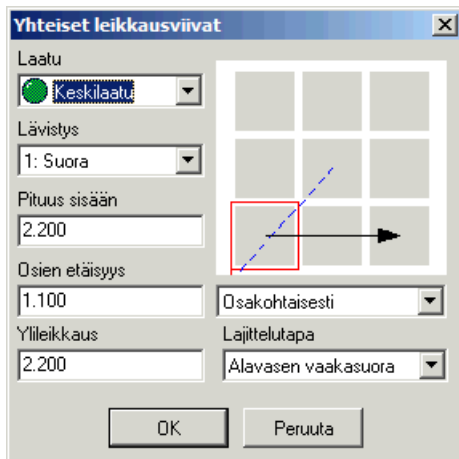 Yhteiset leikkausviivat
Laatu
Keskilaatu
Lävistys
1: Suora
Pituus sisään
2.200
Osien etäisyys
1.100
Osakohtaisesti
Ylileikkaus
Lajittelutapa
2.200
Alavasen vaakasuora
OK
Peruuta